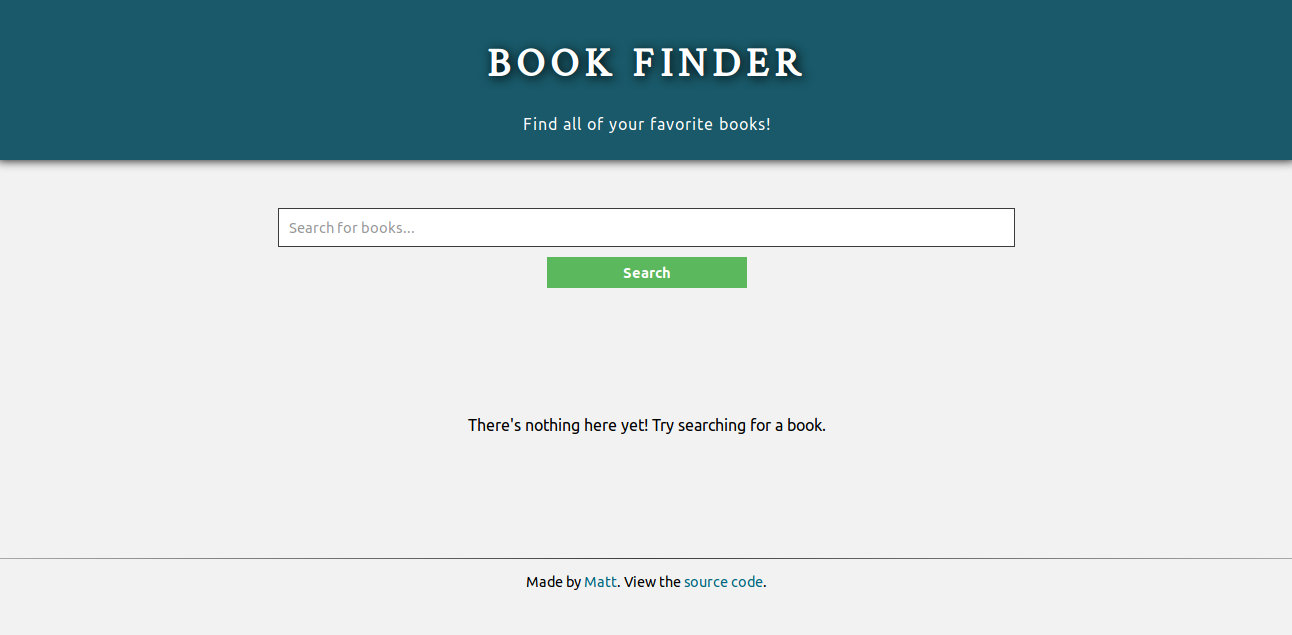 BOOK FINDER
Find all of your favorite books!
Search for books...
Search
There's nothing here yet! Try searching for a book.
Made by Matt. View the source code.